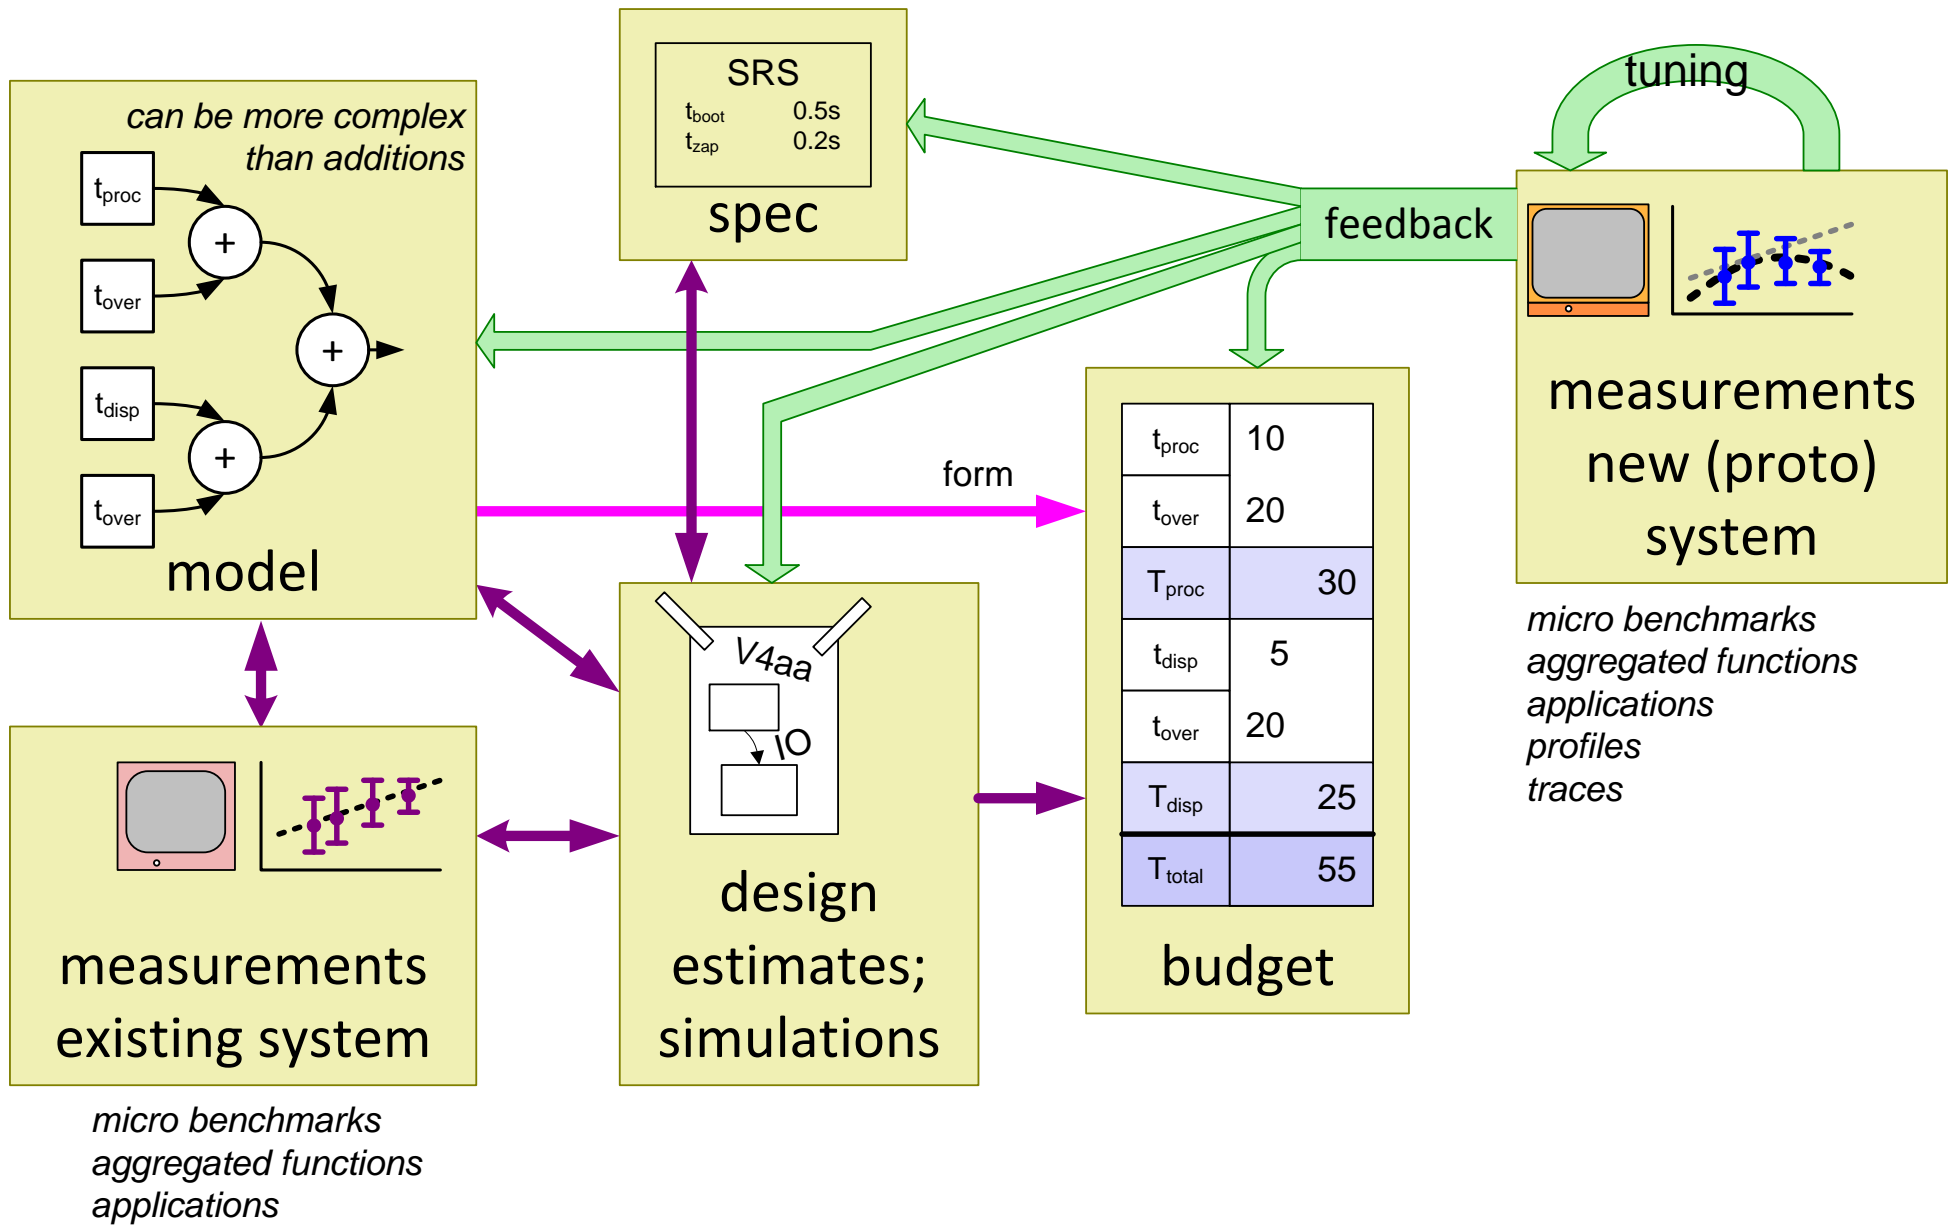 can be more complex
than additions
tproc
+
tover
+
tdisp
+
tover
model
SRS
tboot 0.5s
tzap 0.2s
spec
tuning
feedback
measurements
new (proto)
system
micro benchmarks
aggregated functions
applications
profiles
traces
form
tproc 10
tover 20
Tproc 30
tdisp 5
tover 20
Tdisp 25
Ttotal 55
budget
V4aa
IO
design
estimates;
simulations
measurements
existing system
micro benchmarks
aggregated functions
applications